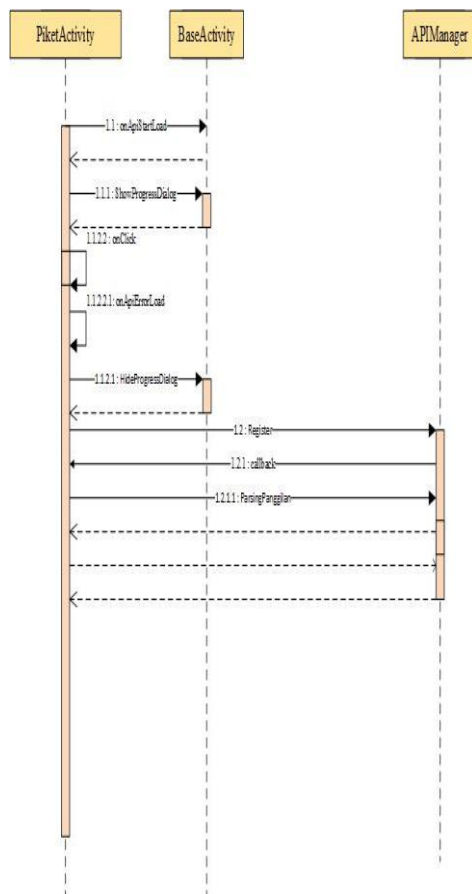 PiketActivity
BaseActivity
APIManager
1.1 : onApiStartLoad
1.1.1 : ShowProgressDialog
1.1.2.2 : onClick
1.1.2.2.1 : onApiErrorLoad
1.1.2.1 : HideProgressDialog
1.2 : Register
1.2.1 : callback
1.2.1.1 : ParsingPanggilan